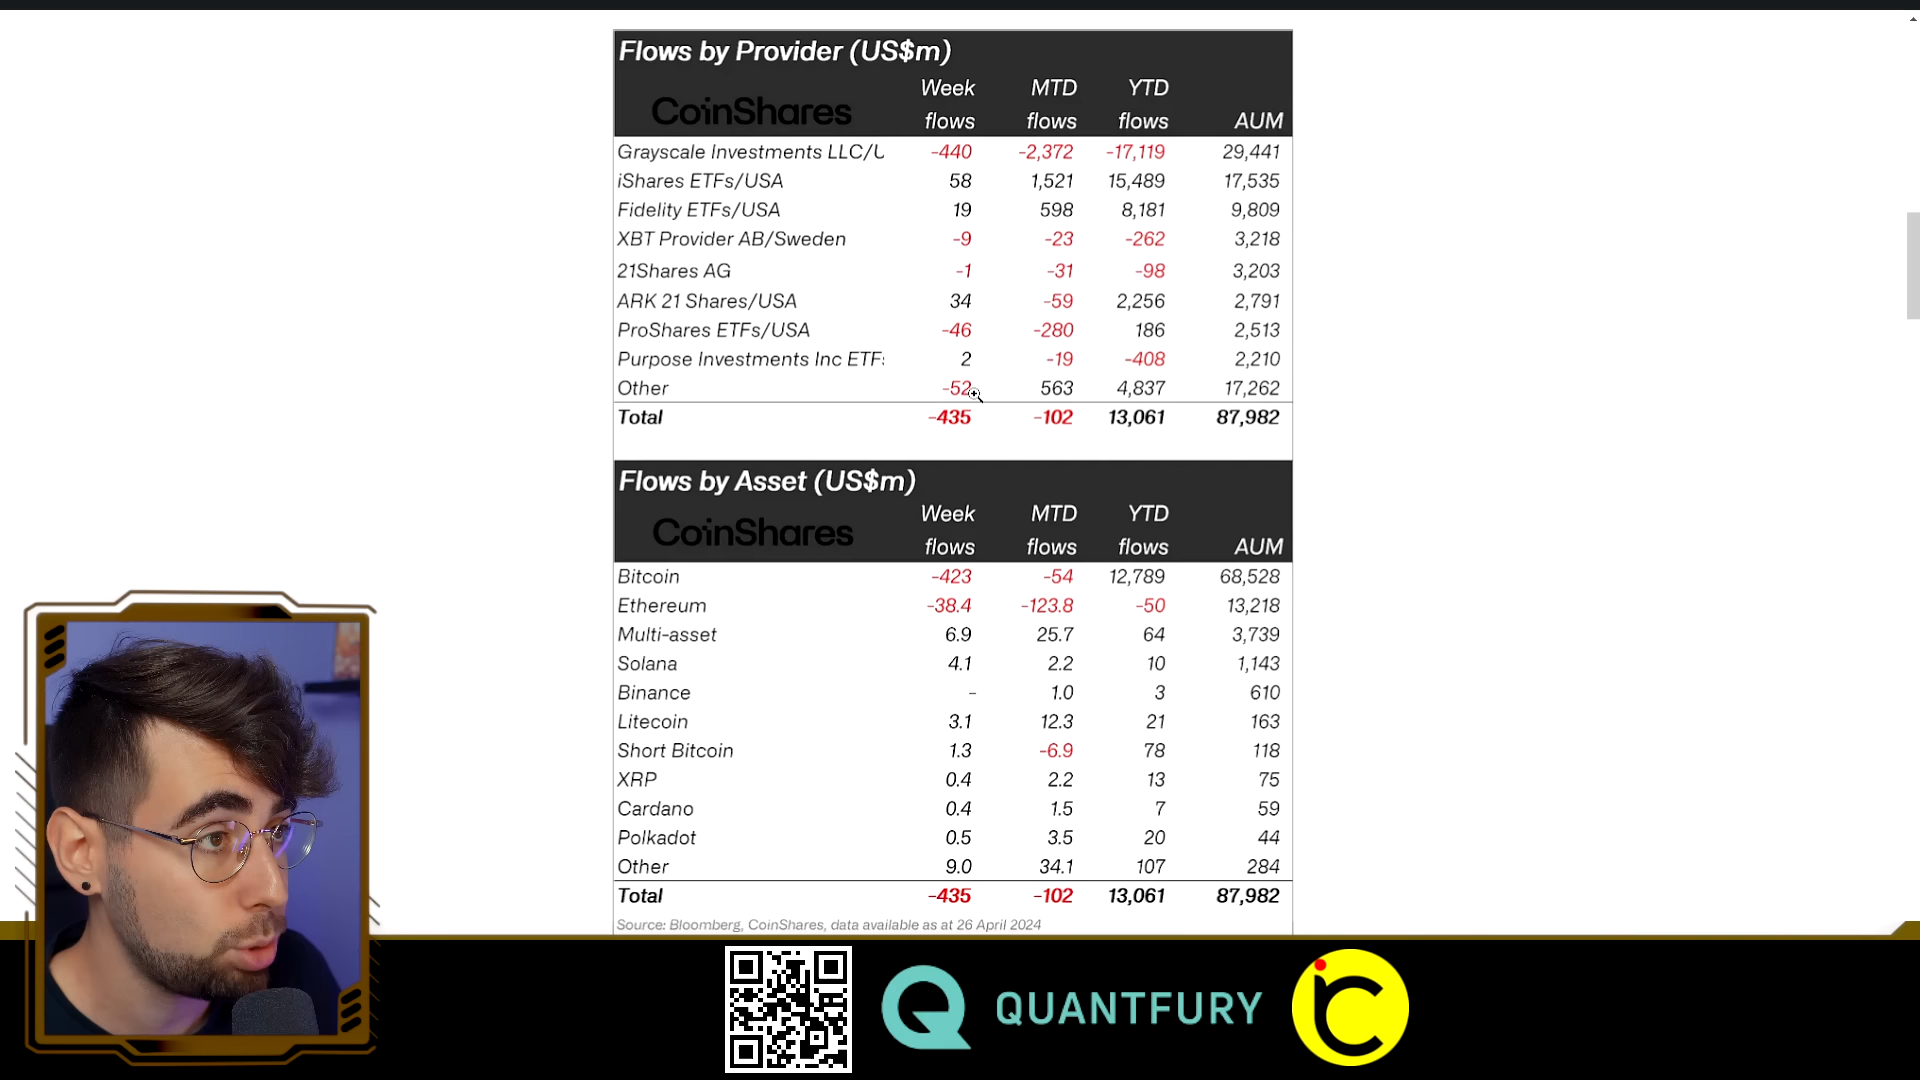 Flows by Provider (US$m)
CoinShares
Week flows MTD flows YTD flows AUM
Grayscale Investments LLC/U -440 -2,372 -17,119 29,441
iShares ETFs/USA 58 1,521 15,489 17,535
Fidelity ETFs/USA 19 598 8,181 9,809
XBT Provider AB/Sweden -9 -23 -262 3,218
21Shares AG -1 -31 -98 3,203
ARK 21 Shares/USA 34 -59 2,256 2,791
ProShares ETFs/USA -46 -280 186 2,513
Purpose Investments Inc ETF 2 -19 -408 2,210
Other -52 563 4,837 17,262
Total -435 -102 13,061 87,982
Flows by Asset (US$m)
CoinShares
Week flows MTD flows YTD flows AUM
Bitcoin -423 -54 12,789 68,528
Ethereum -38.4 -123.8 -50 13,218
Multi-asset 6.9 25.7 64 3,739
Solana 4.1 2.2 10 1,143
Binance - 1.0 3 610
Litecoin 3.1 12.3 21 163
Short Bitcoin 1.3 -6.9 78 118
XRP 0.4 2.2 13 75
Cardano 0.4 1.5 7 59
Polkadot 0.5 3.5 20 44
Other 9.0 34.1 107 284
Total -435 -102 13,061 87,982
Source: Bloomberg, CoinShares, data available as at 26 April 2024
QUANTFURY